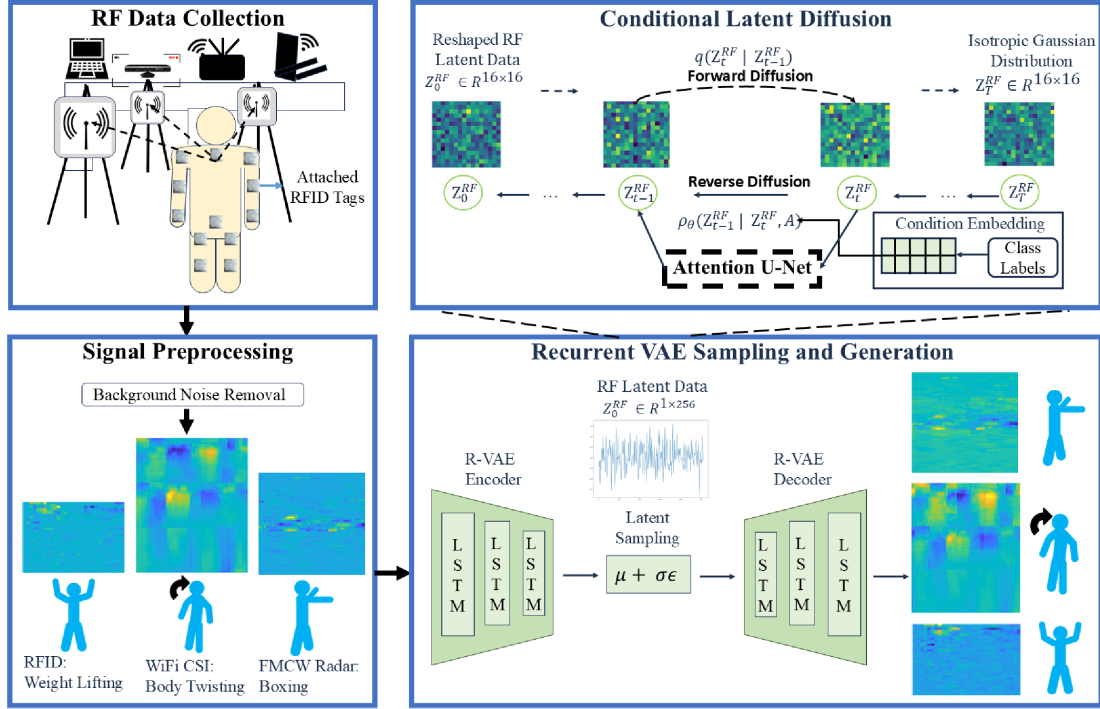 RF Data Collection
Attached
RFID Tags
Conditional Latent Diffusion
Reshaped RF
Latent Data
Z_0^{RF} ∈ R^{16×16}
q(Z_t^{RF} | Z_{t-1}^{RF})
Forward Diffusion
Isotropic Gaussian
Distribution
Z_T^{RF} ∈ R^{16×16}
Z_0^{RF}
...
Z_{t-1}^{RF}
Reverse Diffusion
Z_t^{RF}
...
Z_T^{RF}
ρ_θ(Z_{t-1}^{RF} | Z_t^{RF}, A)
Attention U-Net
Condition Embedding
Class
Labels
Signal Preprocessing
Background Noise Removal
RFID:
Weight Lifting
WiFi CSI:
Body Twisting
FMCW Radar:
Boxing
Recurrent VAE Sampling and Generation
RF Latent Data
Z_0^{RF} ∈ R^{1×256}
R-VAE
Encoder
LSTM
LSTM
LSTM
Latent
Sampling
μ + σϵ
R-VAE
Decoder
LSTM
LSTM
LSTM